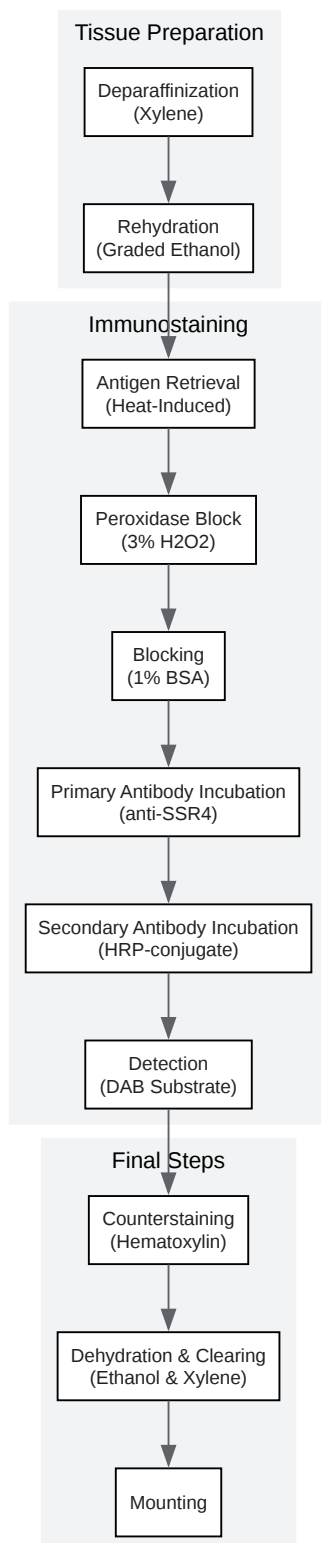 Tissue Preparation
Deparaffinization
(Xylene)
Rehydration
(Graded Ethanol)
Immunostaining
Antigen Retrieval
(Heat-Induced)
Peroxidase Block
(3% H2O2)
Blocking
(1% BSA)
Primary Antibody Incubation
(anti-SSR4)
Secondary Antibody Incubation
(HRP-conjugate)
Detection
(DAB Substrate)
Final Steps
Counterstaining
(Hematoxylin)
Dehydration & Clearing
(Ethanol & Xylene)
Mounting